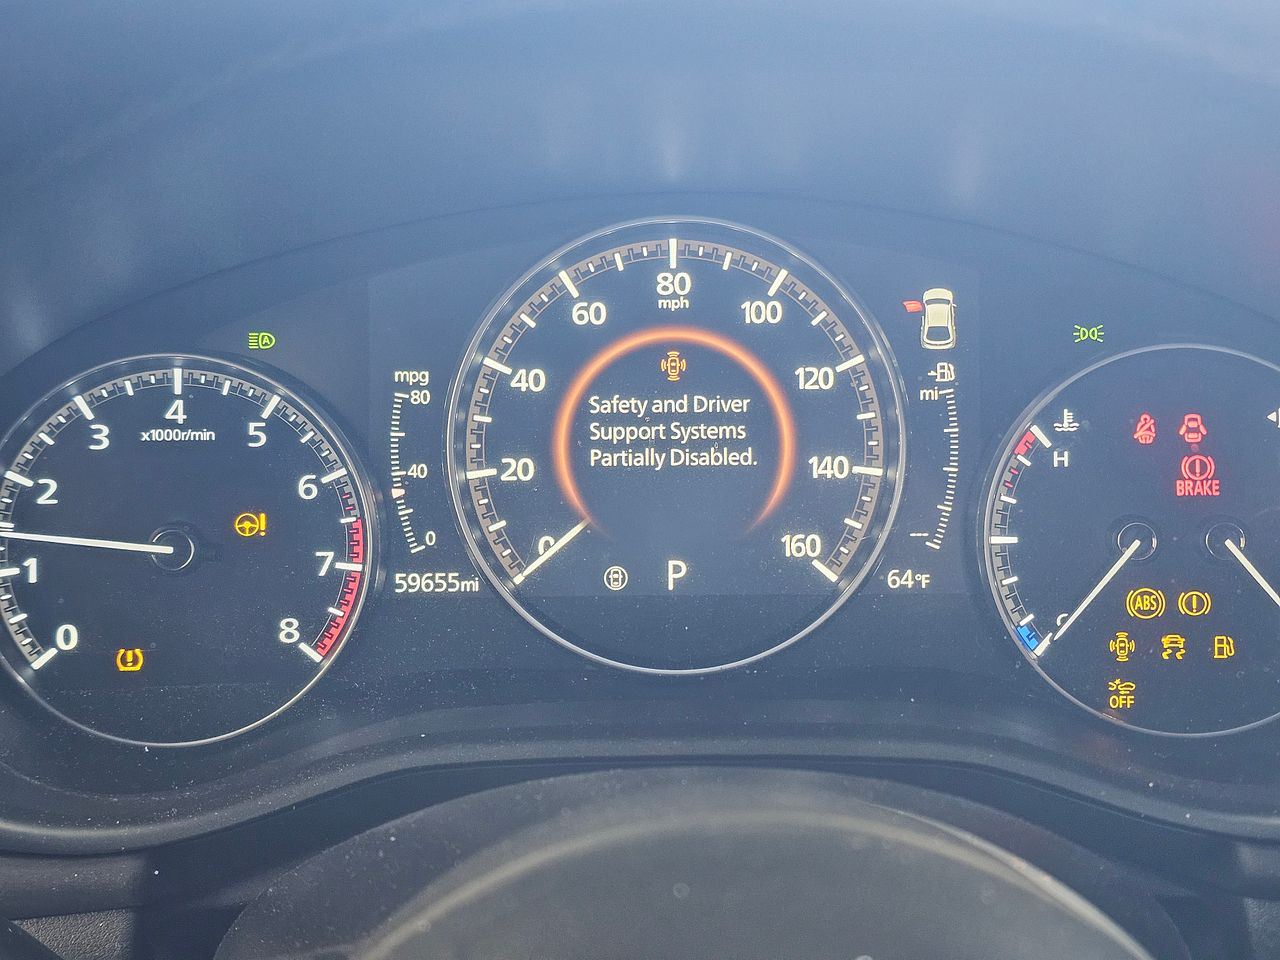 80
mph
60
100
40
120
20
140
0
160
Safety and Driver
Support Systems
Partially Disabled.
P
4
x1000r/min
3
5
2
6
1
7
0
8
mpg
80
40
0
59655mi
mi
---
64°F
A
H
BRAKE
ABS
OFF